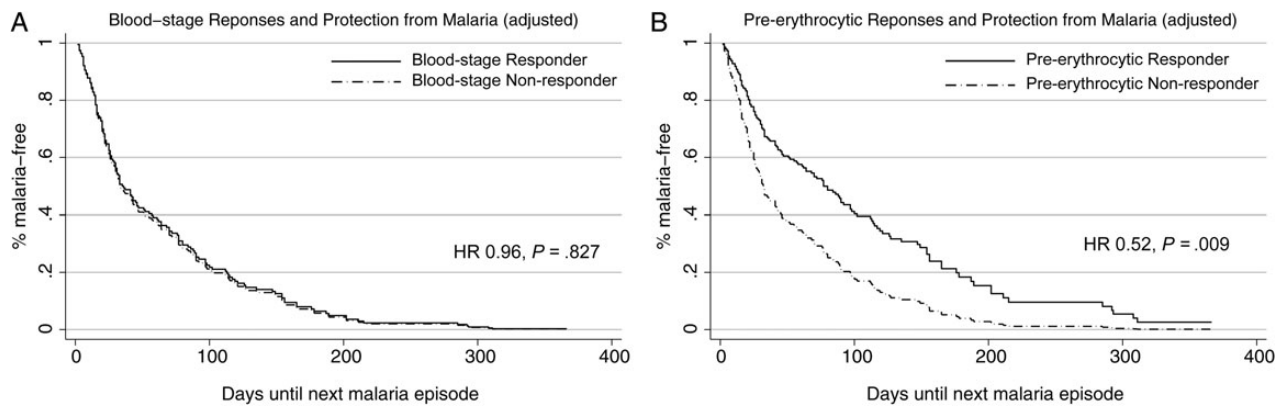 A
Blood−stage Reponses and Protection from Malaria (adjusted)
Blood-stage Responder
Blood-stage Non-responder
% malaria−free
1
.8
.6
.4
.2
0
HR 0.96, P = .827
0 100 200 300 400
Days until next malaria episode
B
Pre-erythrocytic Reponses and Protection from Malaria (adjusted)
Pre-erythrocytic Responder
Pre-erythrocytic Non-responder
% malaria−free
1
.8
.6
.4
.2
0
HR 0.52, P = .009
0 100 200 300 400
Days until next malaria episode